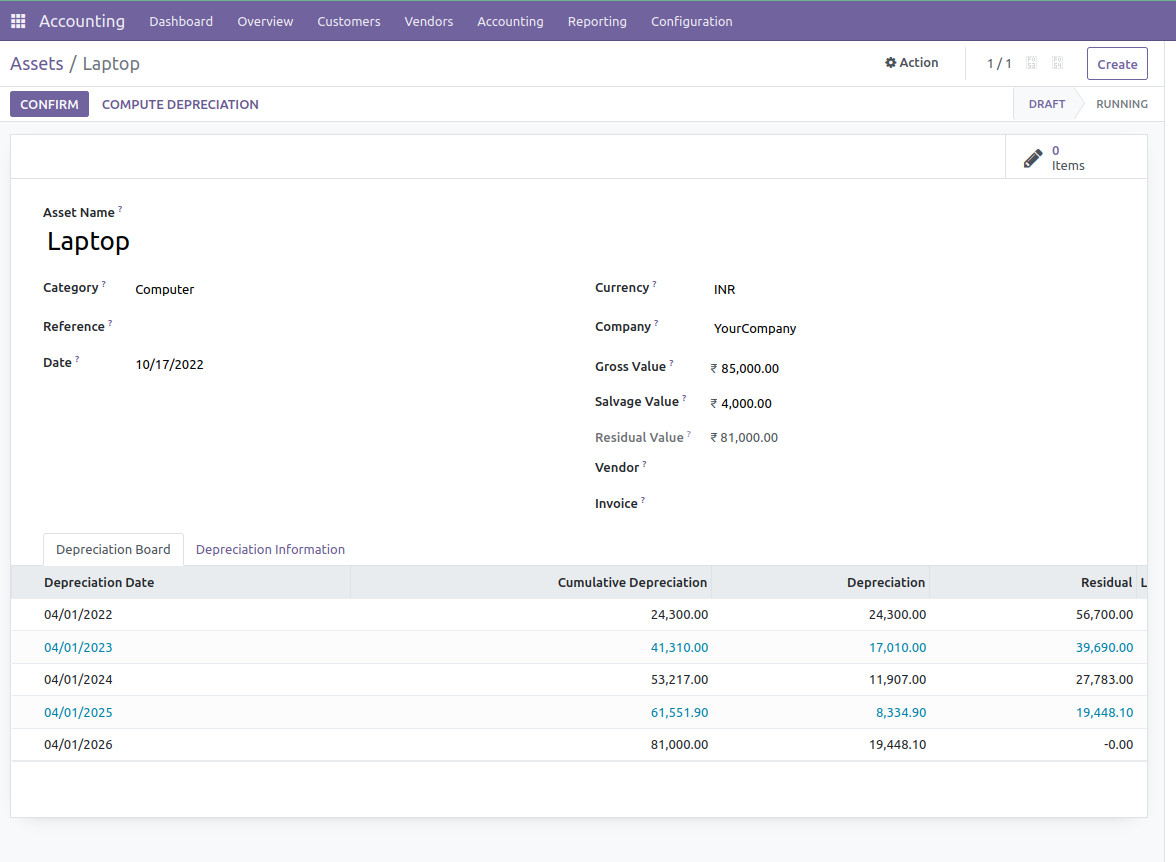 Accounting Dashboard Overview Customers Vendors Accounting Reporting Configuration
Assets / Laptop
Action
1 / 1
Create
CONFIRM COMPUTE DEPRECIATION
DRAFT RUNNING
0
Items
Asset Name ?
Laptop
Category ? Computer
Reference ?
Date ? 10/17/2022
Currency ? INR
Company ? YourCompany
Gross Value ? ₹ 85,000.00
Salvage Value ? ₹ 4,000.00
Residual Value ? ₹ 81,000.00
Vendor ?
Invoice ?
Depreciation Board Depreciation Information
Depreciation Date Cumulative Depreciation Depreciation Residual L
04/01/2022 24,300.00 24,300.00 56,700.00
04/01/2023 41,310.00 17,010.00 39,690.00
04/01/2024 53,217.00 11,907.00 27,783.00
04/01/2025 61,551.90 8,334.90 19,448.10
04/01/2026 81,000.00 19,448.10 -0.00